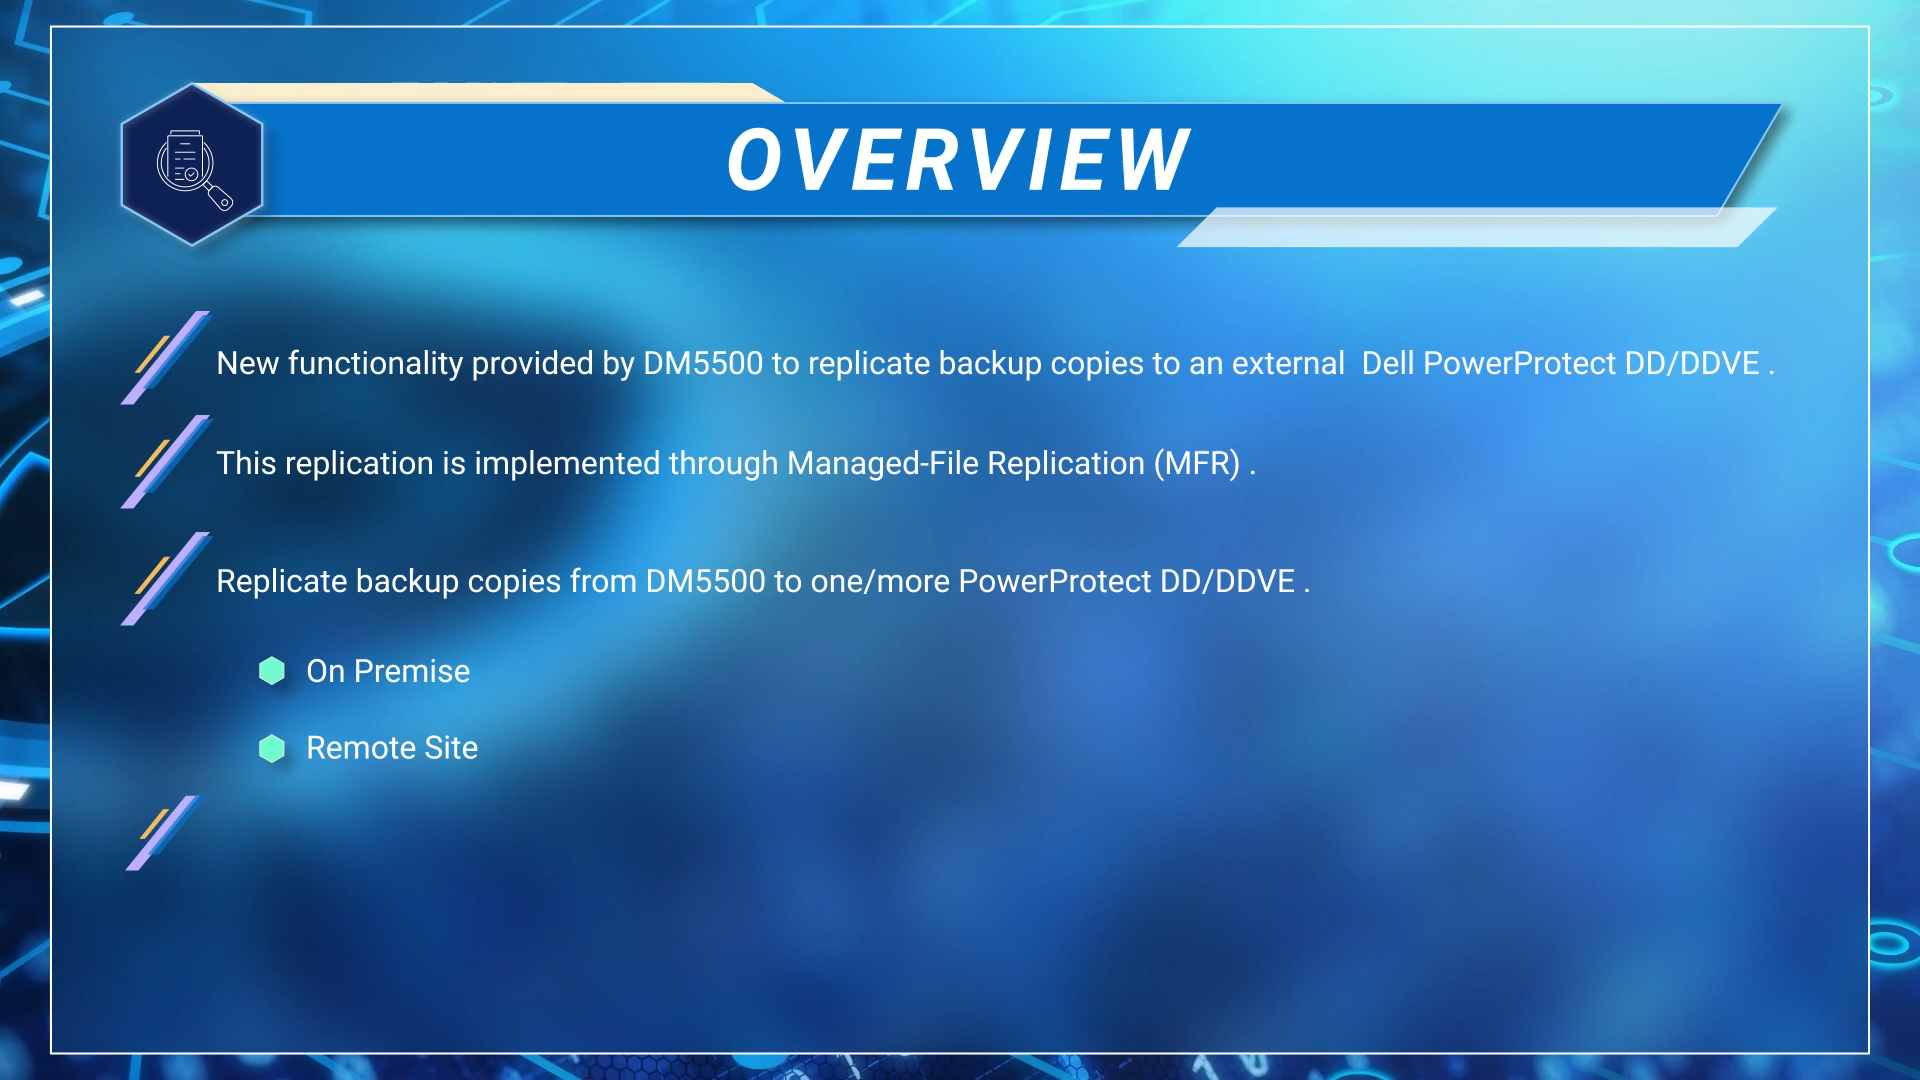 OVERVIEW
New functionality provided by DM5500 to replicate backup copies to an external  Dell PowerProtect DD/DDVE .
This replication is implemented through Managed-File Replication (MFR) .
Replicate backup copies from DM5500 to one/more PowerProtect DD/DDVE .
On Premise
Remote Site